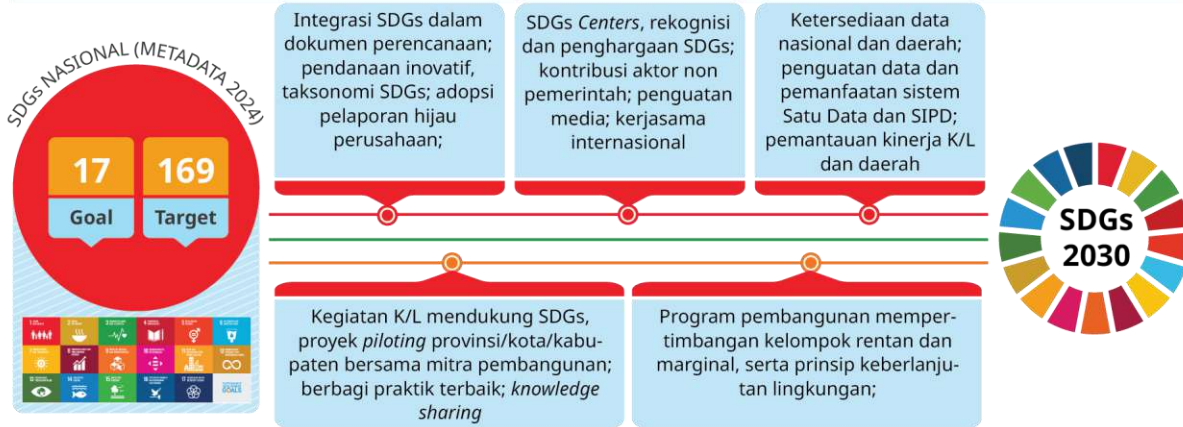 SDGs NASIONAL (METADATA 2024)
17
Goal
169
Target
Integrasi SDGs dalam
dokumen perencanaan;
pendanaan inovatif,
taksonomi SDGs; adopsi
pelaporan hijau
perusahaan;
SDGs Centers, rekognisi
dan penghargaan SDGs;
kontribusi aktor non
pemerintah; penguatan
media; kerjasama
internasional
Ketersediaan data
nasional dan daerah;
penguatan data dan
pemanfaatan sistem
Satu Data dan SIPD;
pemantauan kinerja K/L
dan daerah
Kegiatan K/L mendukung SDGs,
proyek piloting provinsi/kota/kabu-
paten bersama mitra pembangunan;
berbagi praktik terbaik; knowledge
sharing
Program pembangunan memper-
timbangan kelompok rentan dan
marginal, serta prinsip keberlanju-
tan lingkungan;
SDGs
2030